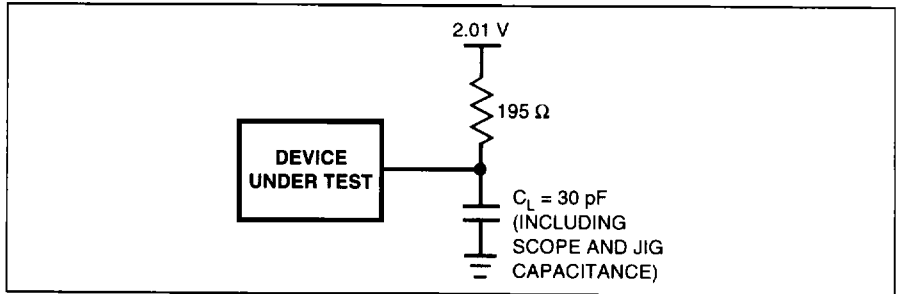 2.01 V
195 Ω
DEVICE
UNDER TEST
C_L = 30 pF
(INCLUDING
SCOPE AND JIG
CAPACITANCE)